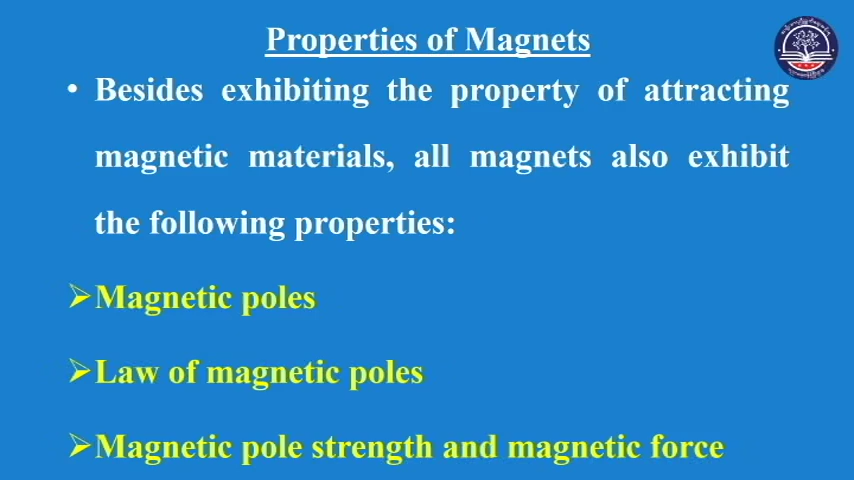 Properties of Magnets
• Besides exhibiting the property of attracting
magnetic materials, all magnets also exhibit
the following properties:
➢Magnetic poles
➢Law of magnetic poles
➢Magnetic pole strength and magnetic force